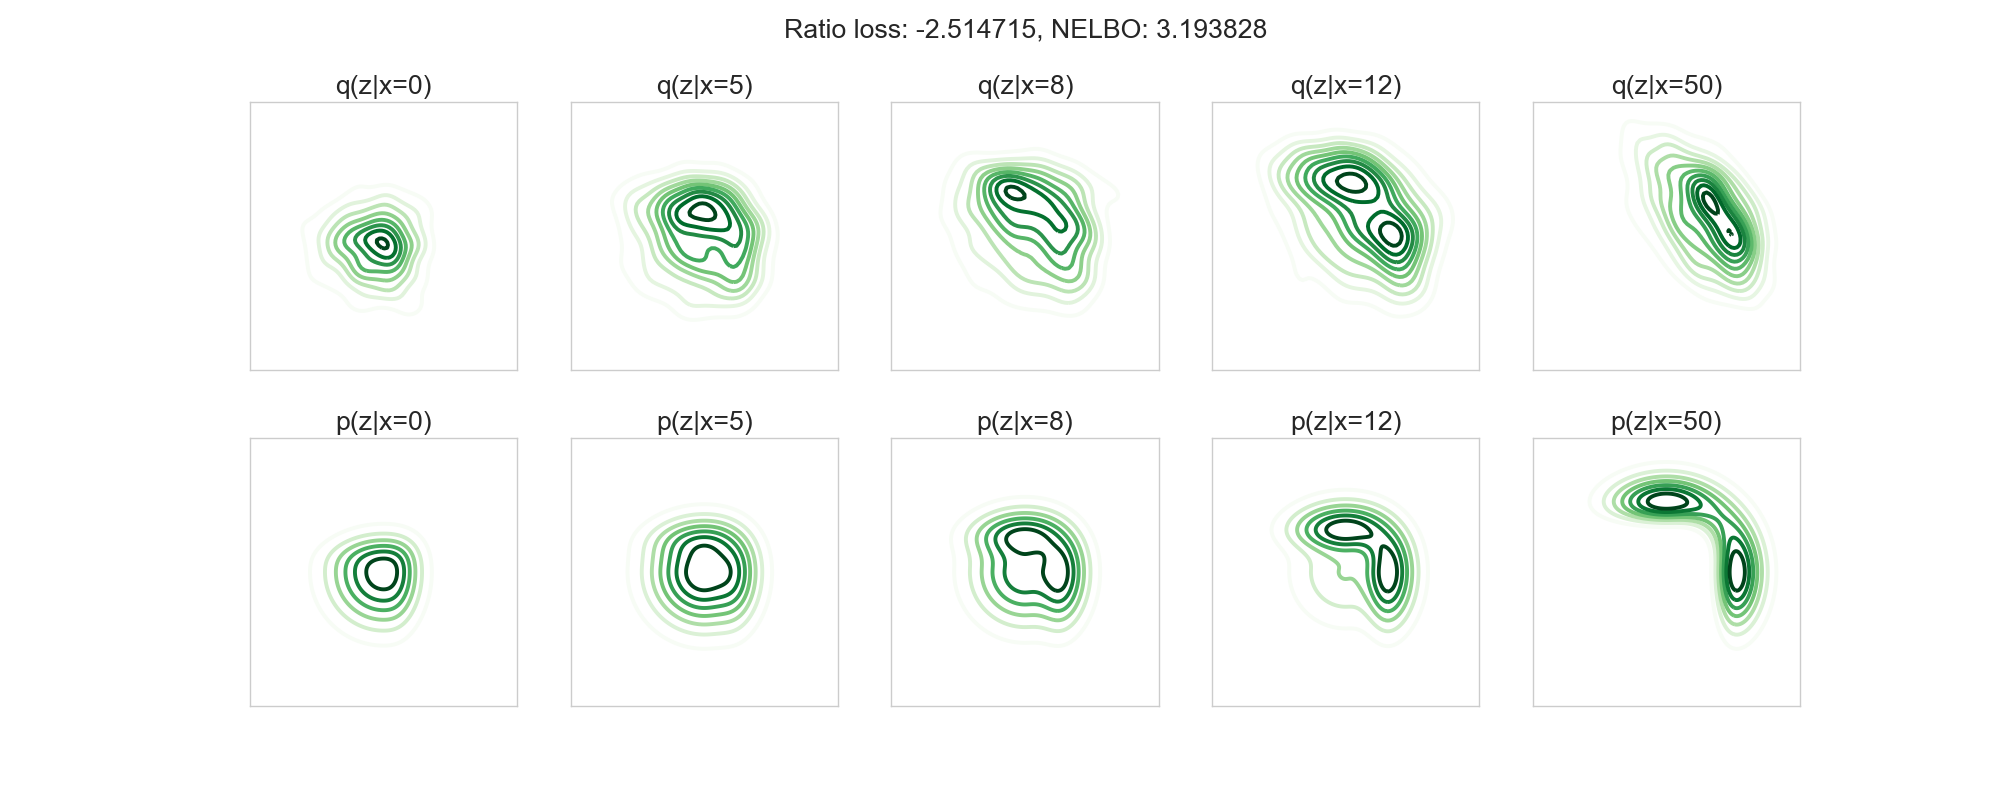 Ratio loss: -2.514715, NELBO: 3.193828
q(z|x=0) q(z|x=5) q(z|x=8) q(z|x=12) q(z|x=50)
p(z|x=0) p(z|x=5) p(z|x=8) p(z|x=12) p(z|x=50)